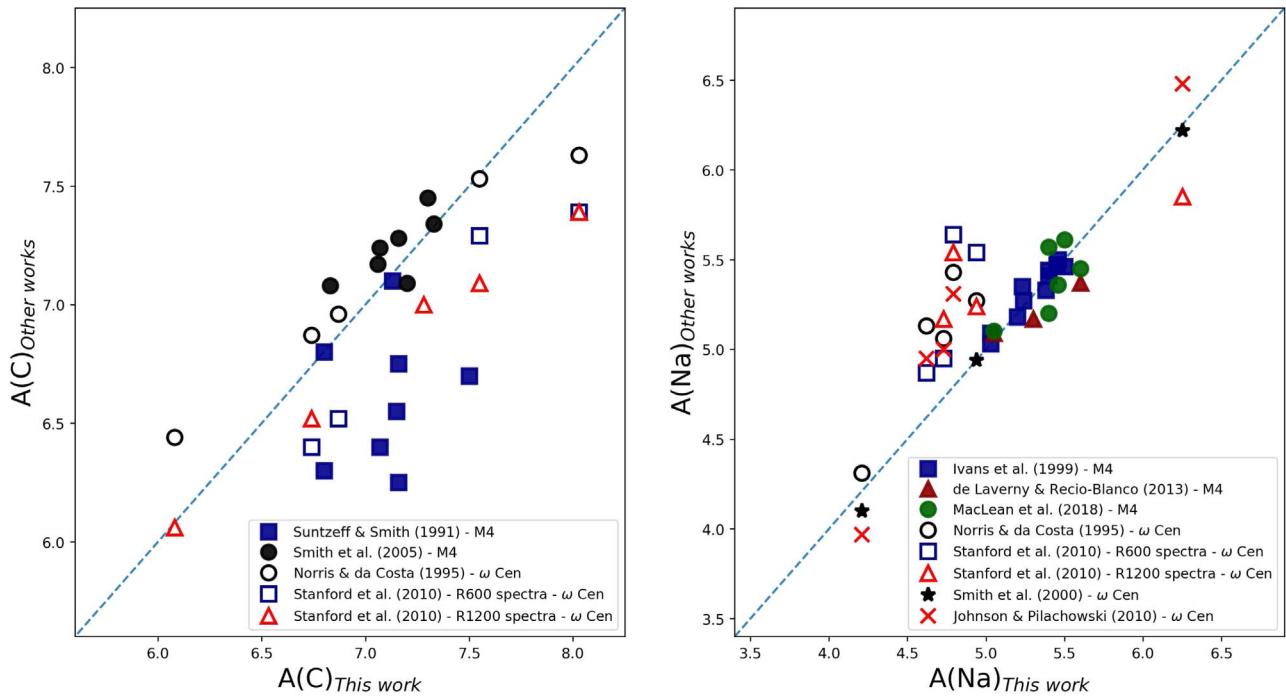 8.0
7.5
7.0
6.5
6.0
A(C)Other works
6.0 6.5 7.0 7.5 8.0
A(C)This work
Suntzeff & Smith (1991) - M4
Smith et al. (2005) - M4
Norris & da Costa (1995) - ω Cen
Stanford et al. (2010) - R600 spectra - ω Cen
Stanford et al. (2010) - R1200 spectra - ω Cen
6.5
6.0
5.5
5.0
4.5
4.0
3.5
A(Na)Other works
3.5 4.0 4.5 5.0 5.5 6.0 6.5
A(Na)This work
Ivans et al. (1999) - M4
de Laverny & Recio-Blanco (2013) - M4
MacLean et al. (2018) - M4
Norris & da Costa (1995) - ω Cen
Stanford et al. (2010) - R600 spectra - ω Cen
Stanford et al. (2010) - R1200 spectra - ω Cen
Smith et al. (2000) - ω Cen
Johnson & Pilachowski (2010) - ω Cen